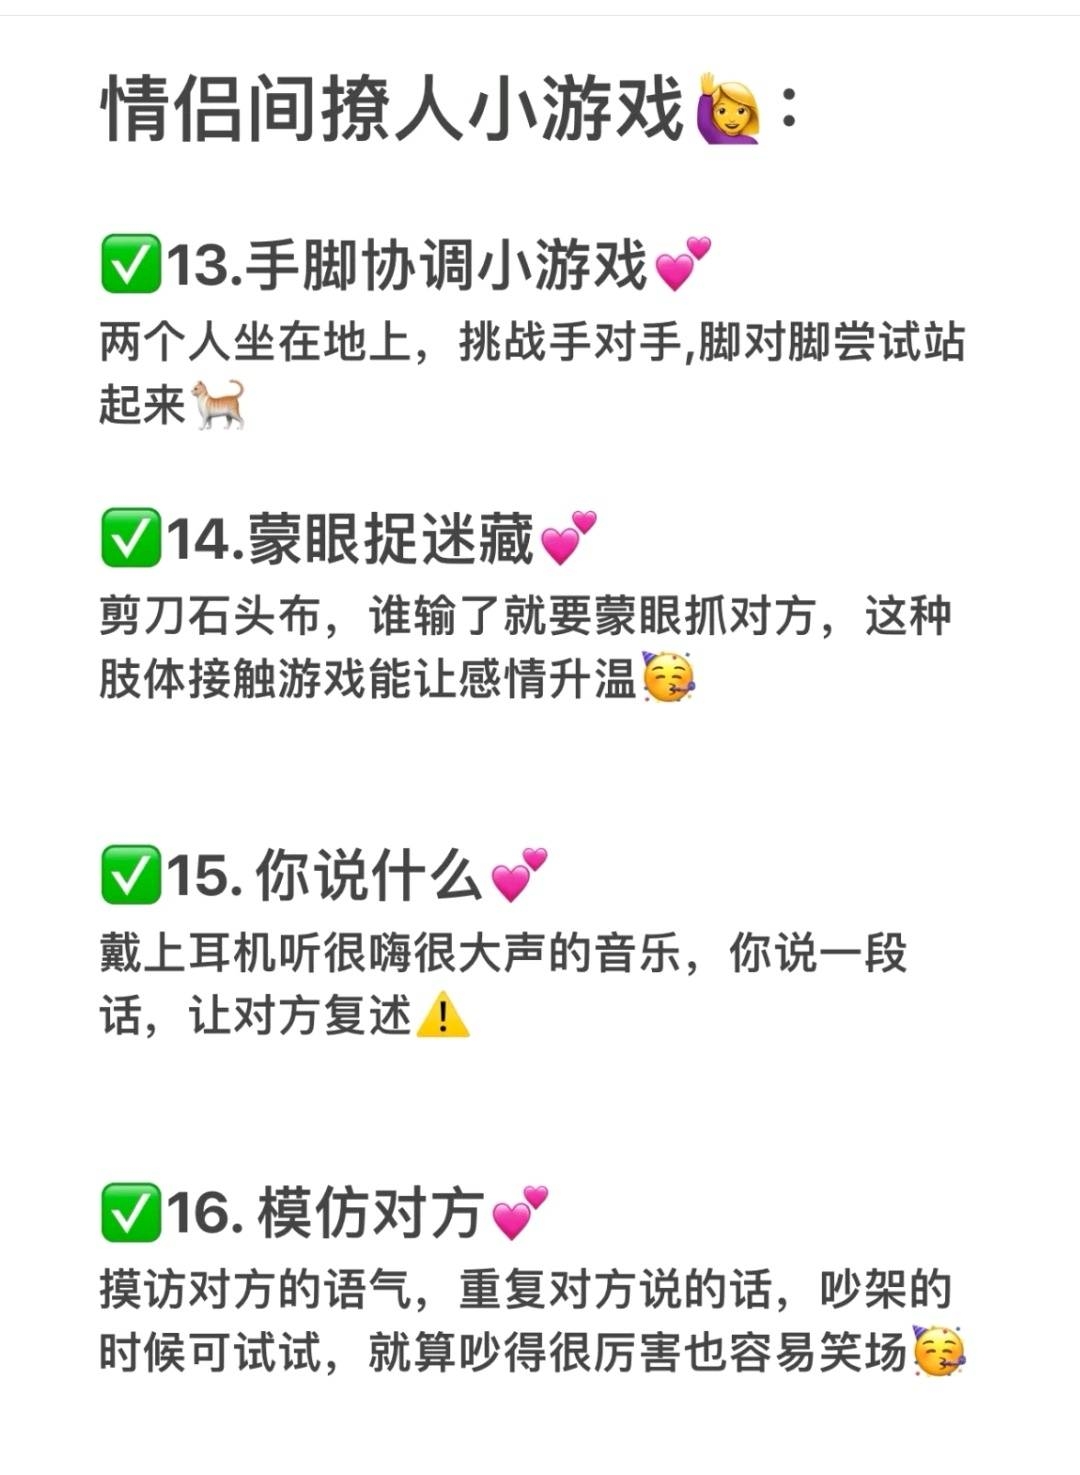 情侣间撩人小游戏🙋‍♀️：
✅13.手脚协调小游戏💕
两个人坐在地上，挑战手对手,脚对脚尝试站
起来🐈
✅14.蒙眼捉迷藏💕
剪刀石头布，谁输了就要蒙眼抓对方，这种
肢体接触游戏能让感情升温🥳
✅15. 你说什么💕
戴上耳机听很嗨很大声的音乐，你说一段
话，让对方复述⚠️
✅16. 模仿对方💕
摸访对方的语气，重复对方说的话，吵架的
时候可试试，就算吵得很厉害也容易笑场🥳